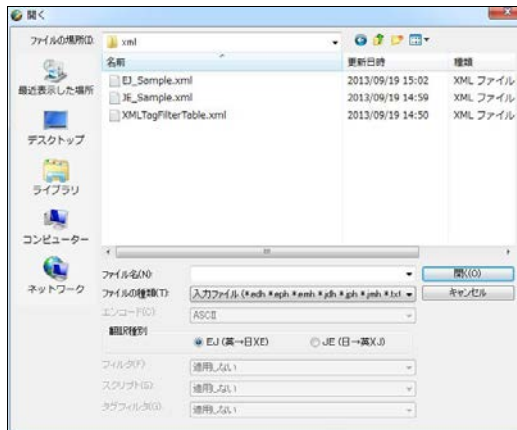 開く
ファイルの場所(I):
xml
名前
更新日時
種類
EJ_Sample.xml
2013/09/19 15:02
XML ファイル
JE_Sample.xml
2013/09/19 14:59
XML ファイル
XMLTagFilterTable.xml
2013/09/19 14:50
XML ファイル
最近表示した場所
デスクトップ
ライブラリ
コンピューター
ネットワーク
ファイル名(N):
開く(O)
ファイルの種類(T):
入力ファイル (*.edh *.eph *.emh *.jdh *.jph *.jmh *.txt
キャンセル
エンコード(C)
ASCII
翻訳種別
EJ (英→日)(E)
JE (日→英)(J)
フィルタ(F)
適用しない
スクリプト(S):
適用しない
タグフィルタ(G):
適用しない